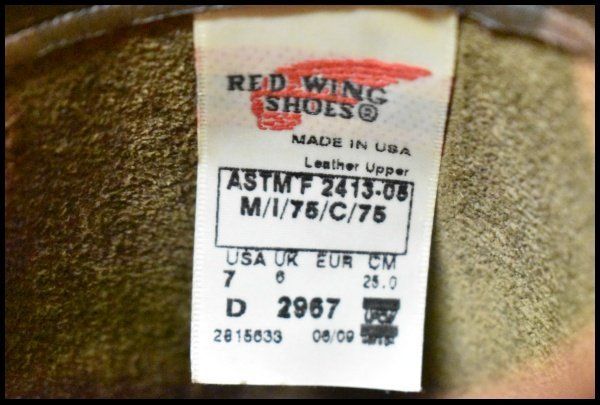 RED WING
SHOES®
MADE IN USA
Leather Upper
ASTM F 2413-05
M/I/75/C/75
USA UK EUR CM
7 6 25.0
D 2967
2815633 06/09